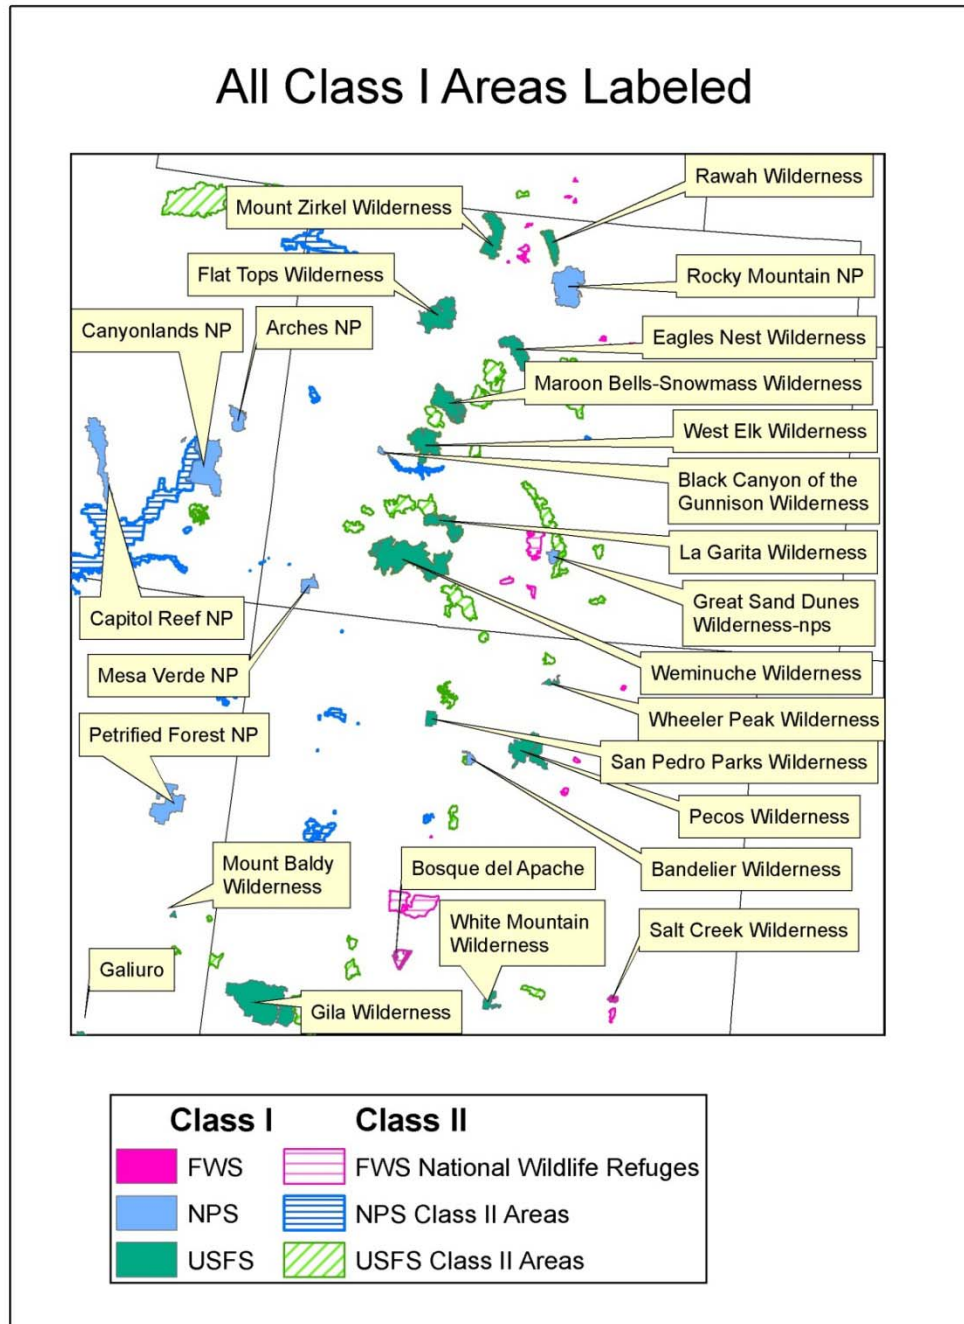 All Class I Areas Labeled
Rawah Wilderness
Mount Zirkel Wilderness
Flat Tops Wilderness
Rocky Mountain NP
Canyonlands NP
Arches NP
Eagles Nest Wilderness
Maroon Bells-Snowmass Wilderness
West Elk Wilderness
Black Canyon of the
Gunnison Wilderness
La Garita Wilderness
Capitol Reef NP
Great Sand Dunes
Wilderness-nps
Mesa Verde NP
Weminuche Wilderness
Wheeler Peak Wilderness
Petrified Forest NP
San Pedro Parks Wilderness
Pecos Wilderness
Mount Baldy
Wilderness
Bosque del Apache
Bandelier Wilderness
White Mountain
Wilderness
Salt Creek Wilderness
Galiuro
Gila Wilderness
Class I
Class II
FWS
FWS National Wildlife Refuges
NPS
NPS Class II Areas
USFS
USFS Class II Areas